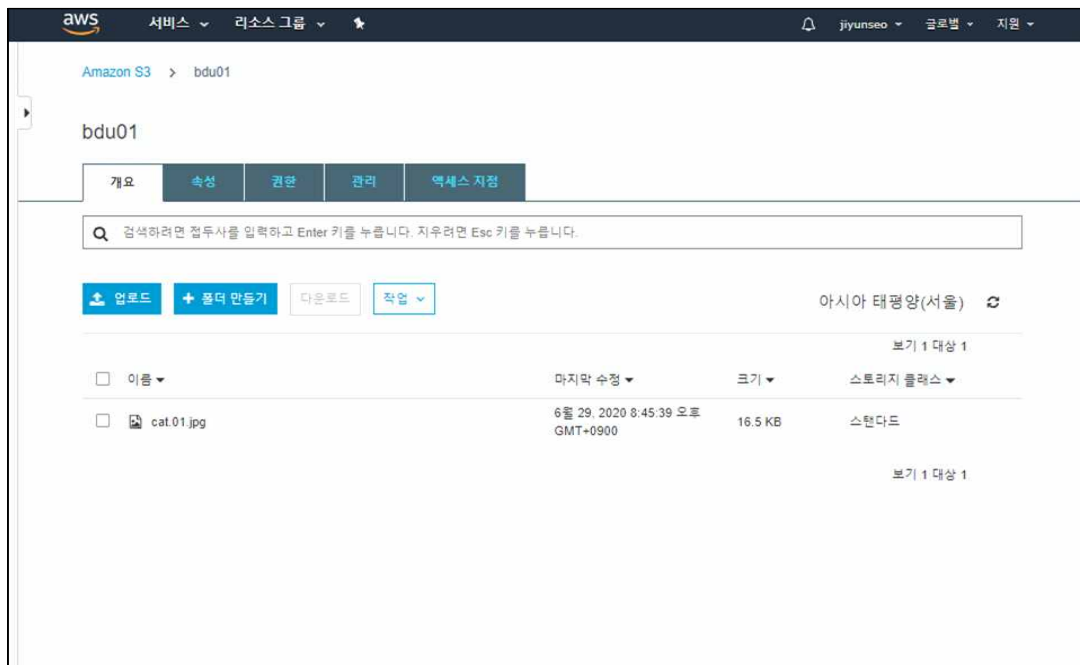 aws 서비스 리소스 그룹 jiyunseo 글로벌 지원
Amazon S3 > bdu01
bdu01
개요 속성 권한 관리 액세스 지점
검색하려면 접두사를 입력하고 Enter 키를 누릅니다. 지우려면 Esc 키를 누릅니다.
업로드 + 폴더 만들기 다운로드 작업 아시아 태평양(서울)
보기 1 대상 1
이름 마지막 수정 크기 스토리지 클래스
cat.01.jpg 6월 29, 2020 8:45:39 오후 16.5 KB 스탠다드
GMT+0900
보기 1 대상 1